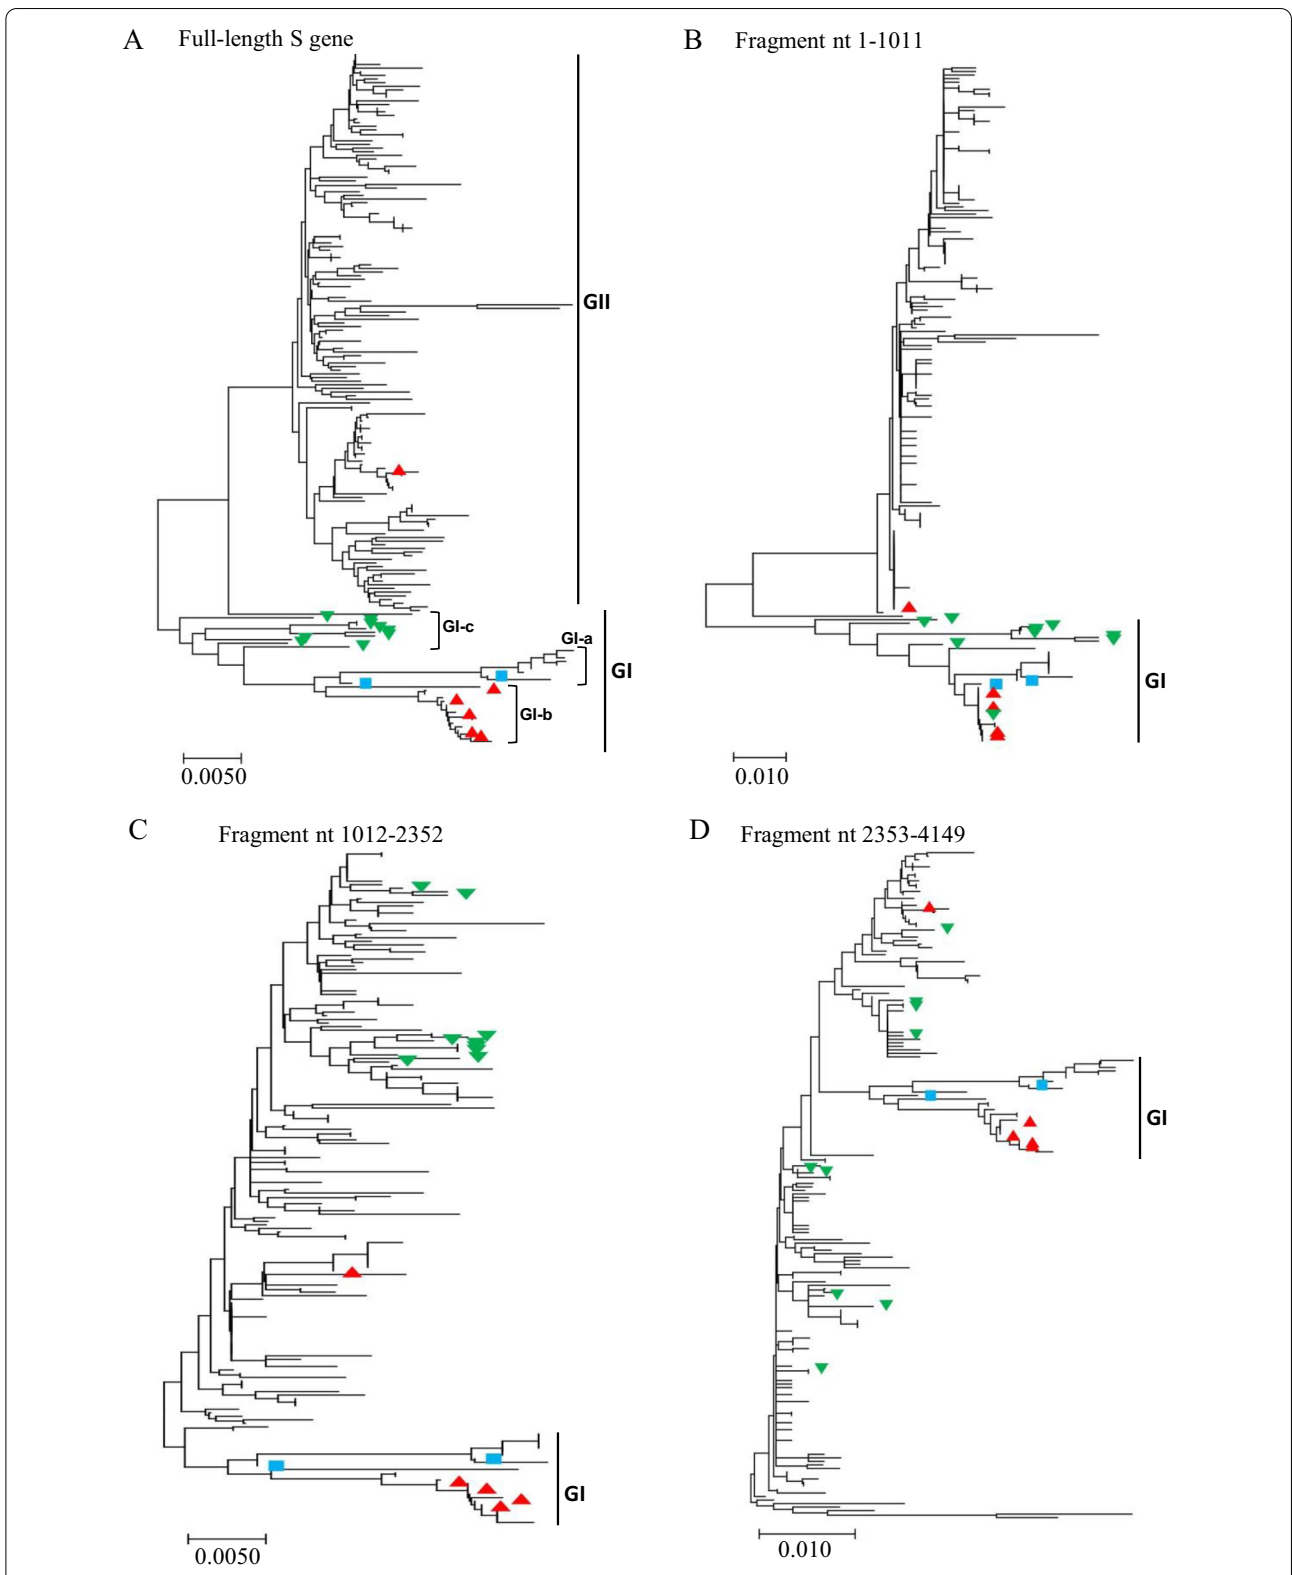 A Full-length S gene
GII
GI-c
GI-a
GI
GI-b
0.0050
B Fragment nt 1-1011
GI
0.010
C Fragment nt 1012-2352
GI
0.0050
D Fragment nt 2353-4149
GI
0.010